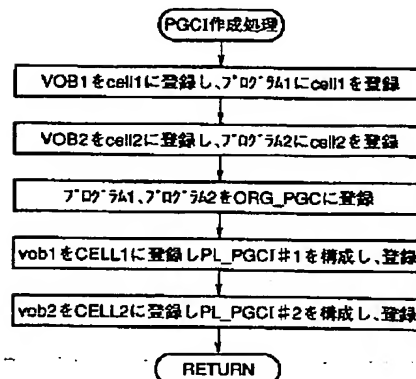 PGCI作成処理
VOB1をcell1に登録し、プログラム1にcell1を登録
VOB2をcell2に登録し、プログラム2にcell2を登録
プログラム1、プログラム2をORG_PGCに登録
vob1をCELL1に登録しPL_PGCI#1を構成し、登録
vob2をCELL2に登録しPL_PGCI#2を構成し、登録
RETURN